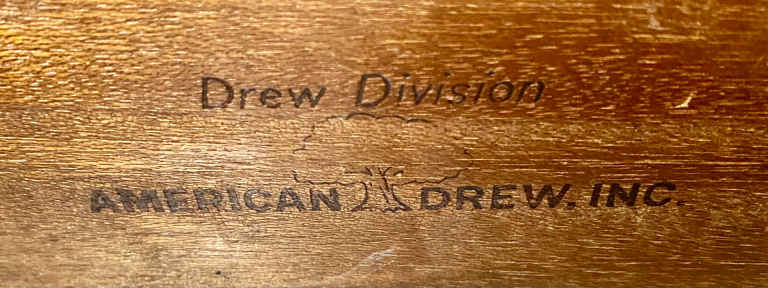 Drew Division
AMERICAN DREW, INC.